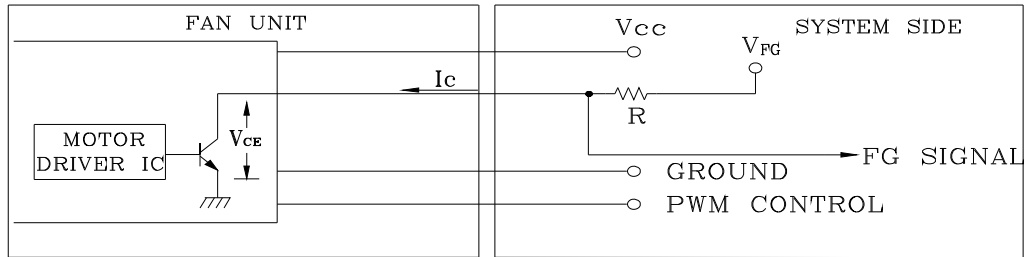 FAN UNIT
SYSTEM SIDE
Vcc
VFG
Ic
R
MOTOR
DRIVER IC
VCE
FG SIGNAL
GROUND
PWM CONTROL